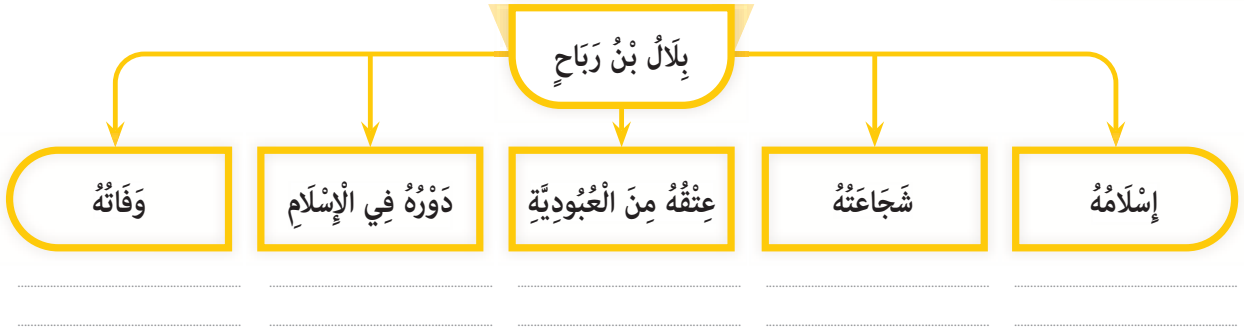 بِلَالُ بْنُ رَبَاحٍ
إِسْلَامُهُ
شَجَاعَتُهُ
عِتْقُهُ مِنَ الْعُبُودِيَّةِ
دَوْرُهُ فِي الْإِسْلَامِ
وَفَاتُهُ